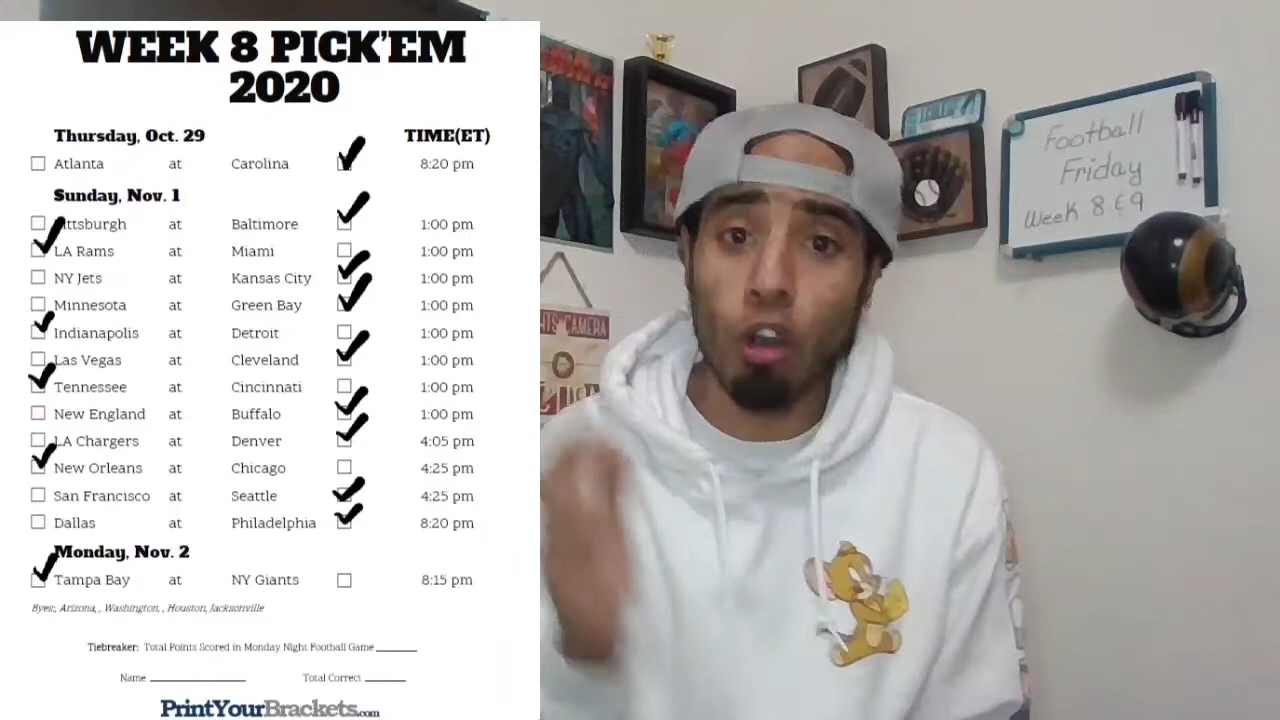 WEEK 8 PICK'EM
2020
Thursday, Oct. 29 TIME(ET)
Atlanta at Carolina 8:20 pm
Sunday, Nov. 1
ittsburgh at Baltimore 1:00 pm
LA Rams at Miami 1:00 pm
NY Jets at Kansas City 1:00 pm
Minnesota at Green Bay 1:00 pm
Indianapolis at Detroit 1:00 pm
Las Vegas at Cleveland 1:00 pm
Tennessee at Cincinnati 1:00 pm
New England at Buffalo 1:00 pm
LA Chargers at Denver 4:05 pm
New Orleans at Chicago 4:25 pm
San Francisco at Seattle 4:25 pm
Dallas at Philadelphia 8:20 pm
Monday, Nov. 2
Tampa Bay at NY Giants 8:15 pm
Byes:, Arizona, , Washington, , Houston, Jacksonville
Tiebreaker: Total Points Scored in Monday Night Football Game
Name Total Correct
PrintYourBrackets.com
Football
Friday
Week 8 & 9
CAMERA